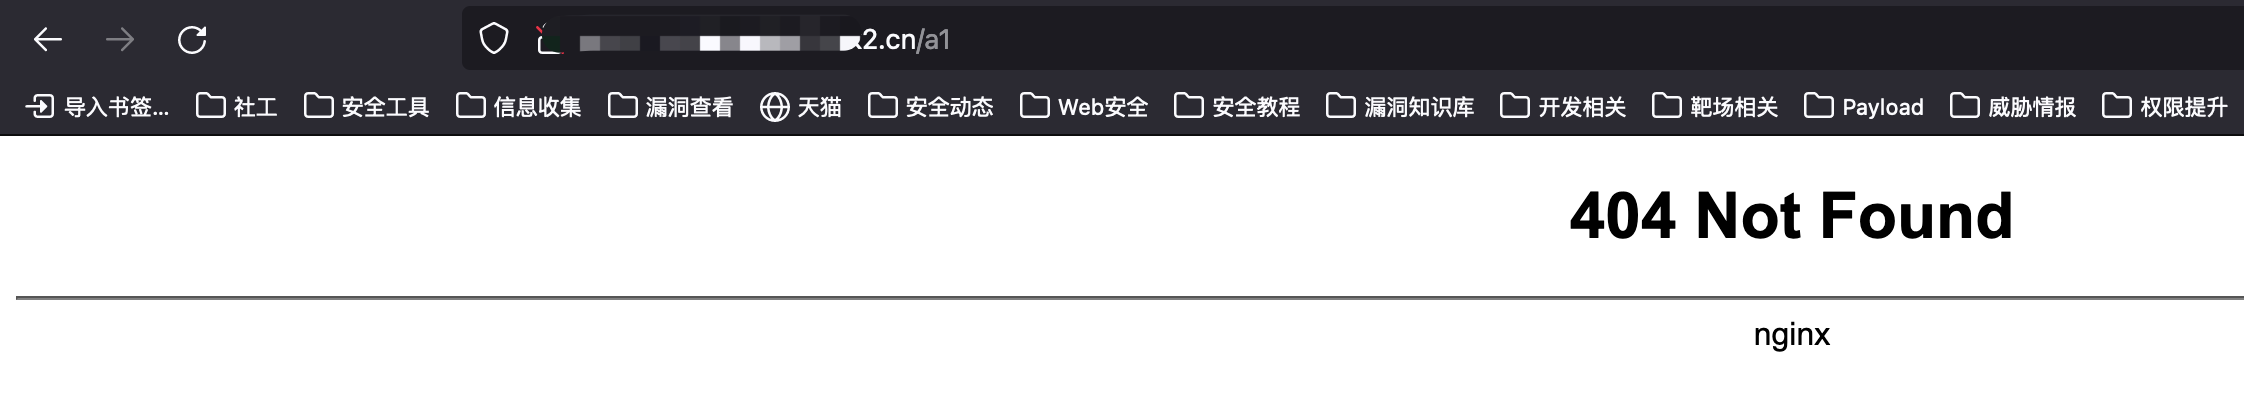 2.cn/a1
导入书签... 社工 安全工具 信息收集 漏洞查看 天猫 安全动态 Web安全 安全教程 漏洞知识库 开发相关 靶场相关 Payload 威胁情报 权限提升
404 Not Found
nginx